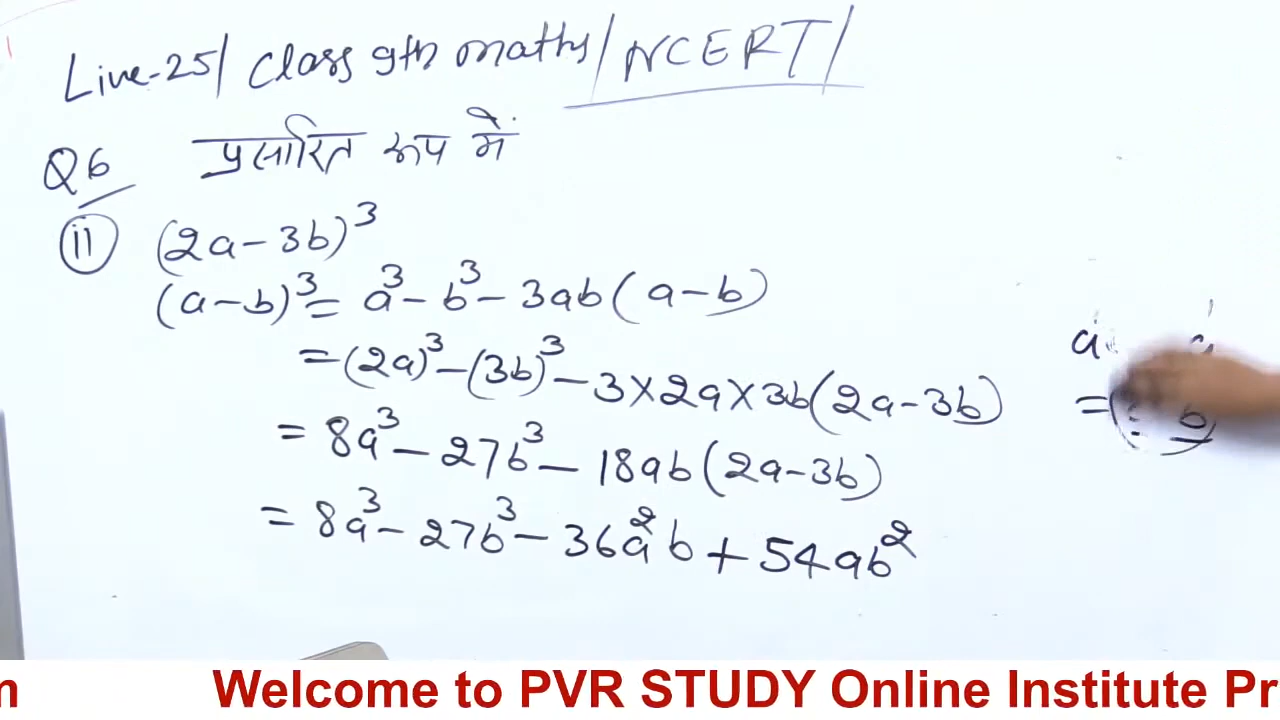 Live-25/ Class 9th maths/NCERT/
Q6 प्रसारित रूप में
(ii) (2a-3b)³
(a-b)³= a³-b³-3ab(a-b)
=(2a)³-(3b)³-3×2a×3b(2a-3b)
= 8a³-27b³-18ab(2a-3b)
= 8a³-27b³-36a²b+54ab²
Welcome to PVR STUDY Online Institute